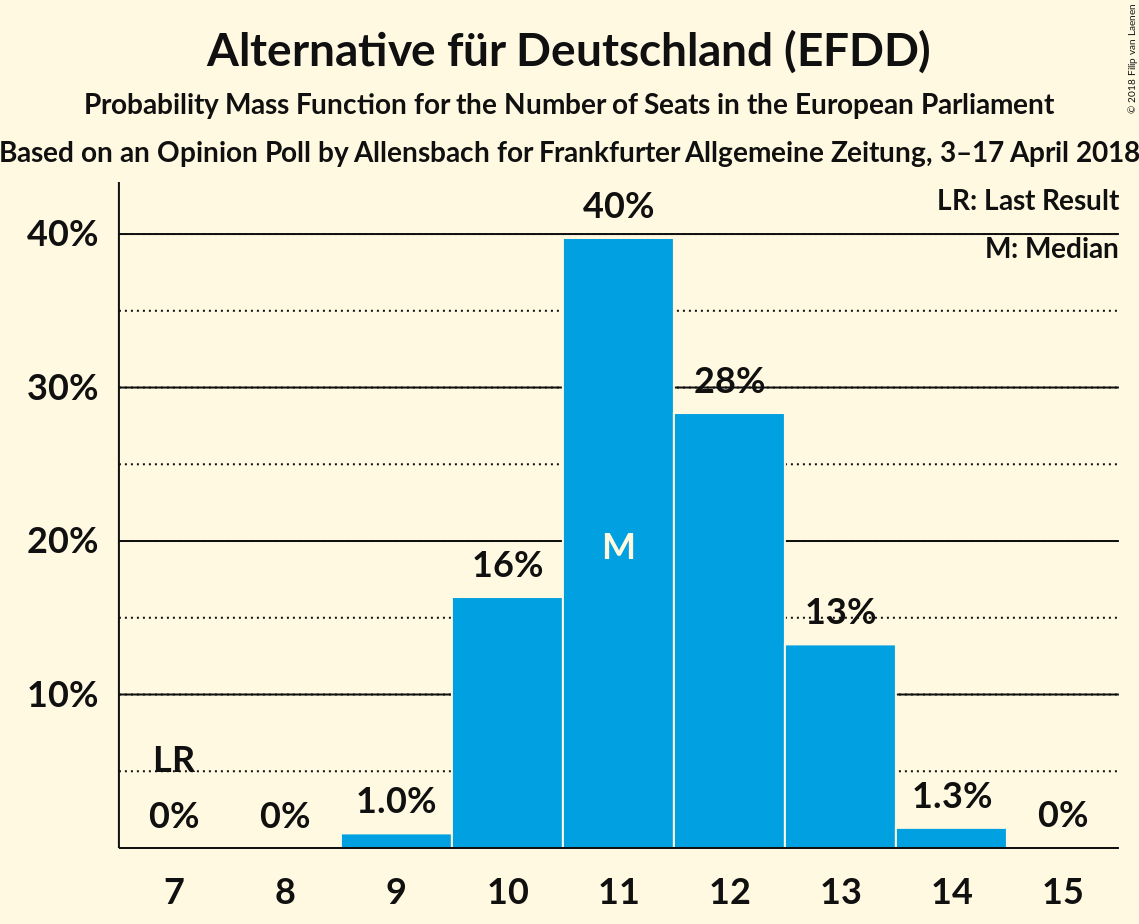 Alternative für Deutschland (EFDD)
Probability Mass Function for the Number of Seats in the European Parliament
Based on an Opinion Poll by Allensbach for Frankfurter Allgemeine Zeitung, 3–17 April 2018
© 2018 Filip van Laenen
LR: Last Result
M: Median
40%
30%
20%
10%
LR
0%
0%
1.0%
16%
40%
M
28%
13%
1.3%
0%
7 8 9 10 11 12 13 14 15